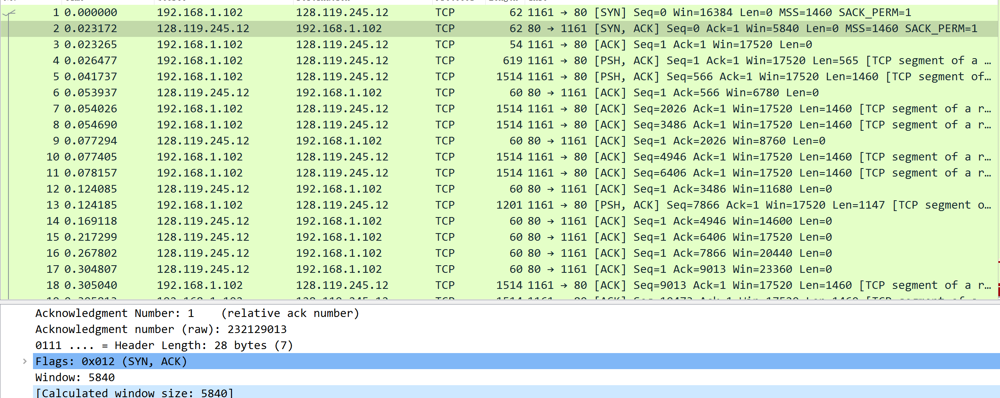 1 0.000000 192.168.1.102 128.119.245.12 TCP 62 1161 → 80 [SYN] Seq=0 Win=16384 Len=0 MSS=1460 SACK_PERM=1
2 0.023172 128.119.245.12 192.168.1.102 TCP 62 80 → 1161 [SYN, ACK] Seq=0 Ack=1 Win=5840 Len=0 MSS=1460 SACK_PERM=1
3 0.023265 192.168.1.102 128.119.245.12 TCP 54 1161 → 80 [ACK] Seq=1 Ack=1 Win=17520 Len=0
4 0.026477 192.168.1.102 128.119.245.12 TCP 619 1161 → 80 [PSH, ACK] Seq=1 Ack=1 Win=17520 Len=565 [TCP segment of a …
5 0.041737 192.168.1.102 128.119.245.12 TCP 1514 1161 → 80 [PSH, ACK] Seq=566 Ack=1 Win=17520 Len=1460 [TCP segment of…
6 0.053937 128.119.245.12 192.168.1.102 TCP 60 80 → 1161 [ACK] Seq=1 Ack=566 Win=6780 Len=0
7 0.054026 192.168.1.102 128.119.245.12 TCP 1514 1161 → 80 [ACK] Seq=2026 Ack=1 Win=17520 Len=1460 [TCP segment of a r…
8 0.054690 192.168.1.102 128.119.245.12 TCP 1514 1161 → 80 [ACK] Seq=3486 Ack=1 Win=17520 Len=1460 [TCP segment of a r…
9 0.077294 128.119.245.12 192.168.1.102 TCP 60 80 → 1161 [ACK] Seq=1 Ack=2026 Win=8760 Len=0
10 0.077405 192.168.1.102 128.119.245.12 TCP 1514 1161 → 80 [ACK] Seq=4946 Ack=1 Win=17520 Len=1460 [TCP segment of a r…
11 0.078157 192.168.1.102 128.119.245.12 TCP 1514 1161 → 80 [ACK] Seq=6406 Ack=1 Win=17520 Len=1460 [TCP segment of a r…
12 0.124085 128.119.245.12 192.168.1.102 TCP 60 80 → 1161 [ACK] Seq=1 Ack=3486 Win=11680 Len=0
13 0.124185 192.168.1.102 128.119.245.12 TCP 1201 1161 → 80 [PSH, ACK] Seq=7866 Ack=1 Win=17520 Len=1147 [TCP segment o…
14 0.169118 128.119.245.12 192.168.1.102 TCP 60 80 → 1161 [ACK] Seq=1 Ack=4946 Win=14600 Len=0
15 0.217299 128.119.245.12 192.168.1.102 TCP 60 80 → 1161 [ACK] Seq=1 Ack=6406 Win=17520 Len=0
16 0.267802 128.119.245.12 192.168.1.102 TCP 60 80 → 1161 [ACK] Seq=1 Ack=7866 Win=20440 Len=0
17 0.304807 128.119.245.12 192.168.1.102 TCP 60 80 → 1161 [ACK] Seq=1 Ack=9013 Win=23360 Len=0
18 0.305040 192.168.1.102 128.119.245.12 TCP 1514 1161 → 80 [ACK] Seq=9013 Ack=1 Win=17520 Len=1460 [TCP segment of a r…
Acknowledgment Number: 1 (relative ack number)
Acknowledgment number (raw): 232129013
0111 .... = Header Length: 28 bytes (7)
Flags: 0x012 (SYN, ACK)
Window: 5840
[Calculated window size: 5840]